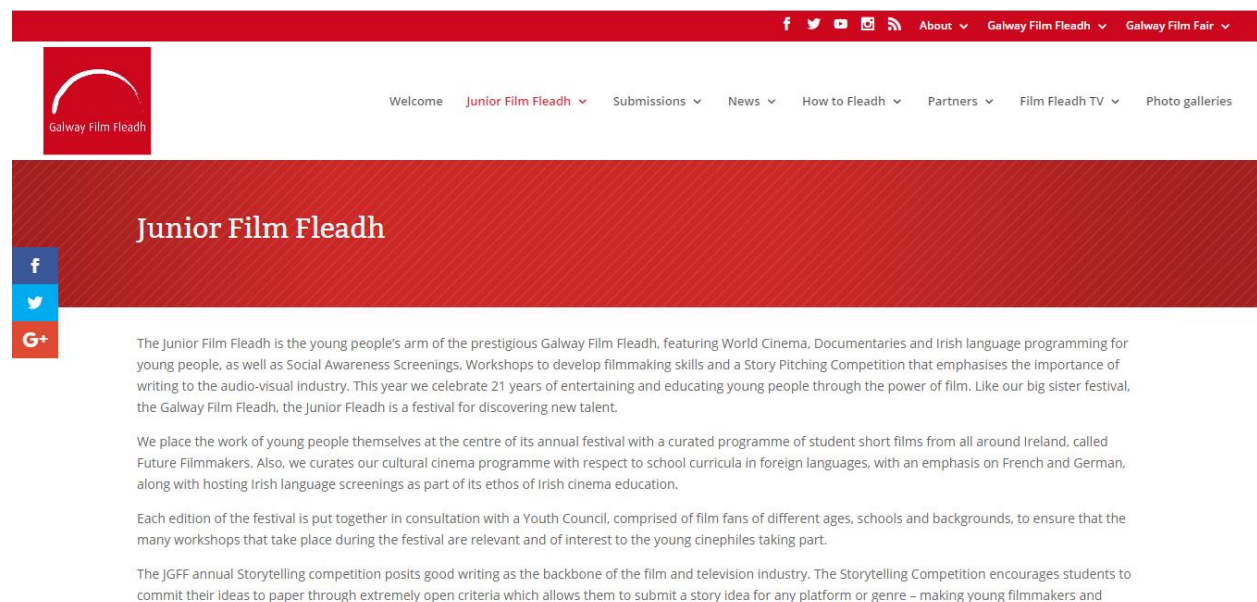 About Galway Film Fleadh Galway Film Fair
Galway Film Fleadh
Welcome Junior Film Fleadh Submissions News How to Fleadh Partners Film Fleadh TV Photo galleries
Junior Film Fleadh
f
G+
The Junior Film Fleadh is the young people's arm of the prestigious Galway Film Fleadh, featuring World Cinema, Documentaries and Irish language programming for
young people, as well as Social Awareness Screenings, Workshops to develop filmmaking skills and a Story Pitching Competition that emphasises the importance of
writing to the audio-visual industry. This year we celebrate 21 years of entertaining and educating young people through the power of film. Like our big sister festival,
the Galway Film Fleadh, the Junior Fleadh is a festival for discovering new talent.
We place the work of young people themselves at the centre of its annual festival with a curated programme of student short films from all around Ireland, called
Future Filmmakers. Also, we curates our cultural cinema programme with respect to school curricula in foreign languages, with an emphasis on French and German,
along with hosting Irish language screenings as part of its ethos of Irish cinema education.
Each edition of the festival is put together in consultation with a Youth Council, comprised of film fans of different ages, schools and backgrounds, to ensure that the
many workshops that take place during the festival are relevant and of interest to the young cinephiles taking part.
The JGFF annual Storytelling competition posits good writing as the backbone of the film and television industry. The Storytelling Competition encourages students to
commit their ideas to paper through extremely open criteria which allows them to submit a story idea for any platform or genre – making young filmmakers and